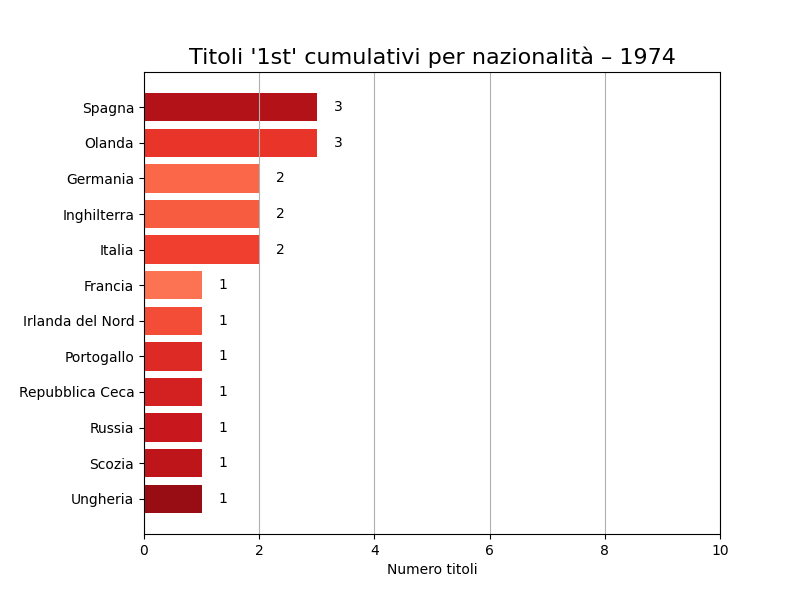 Titoli '1st' cumulativi per nazionalità – 1974
Spagna 3
Olanda 3
Germania 2
Inghilterra 2
Italia 2
Francia 1
Irlanda del Nord 1
Portogallo 1
Repubblica Ceca 1
Russia 1
Scozia 1
Ungheria 1
0 2 4 6 8 10
Numero titoli